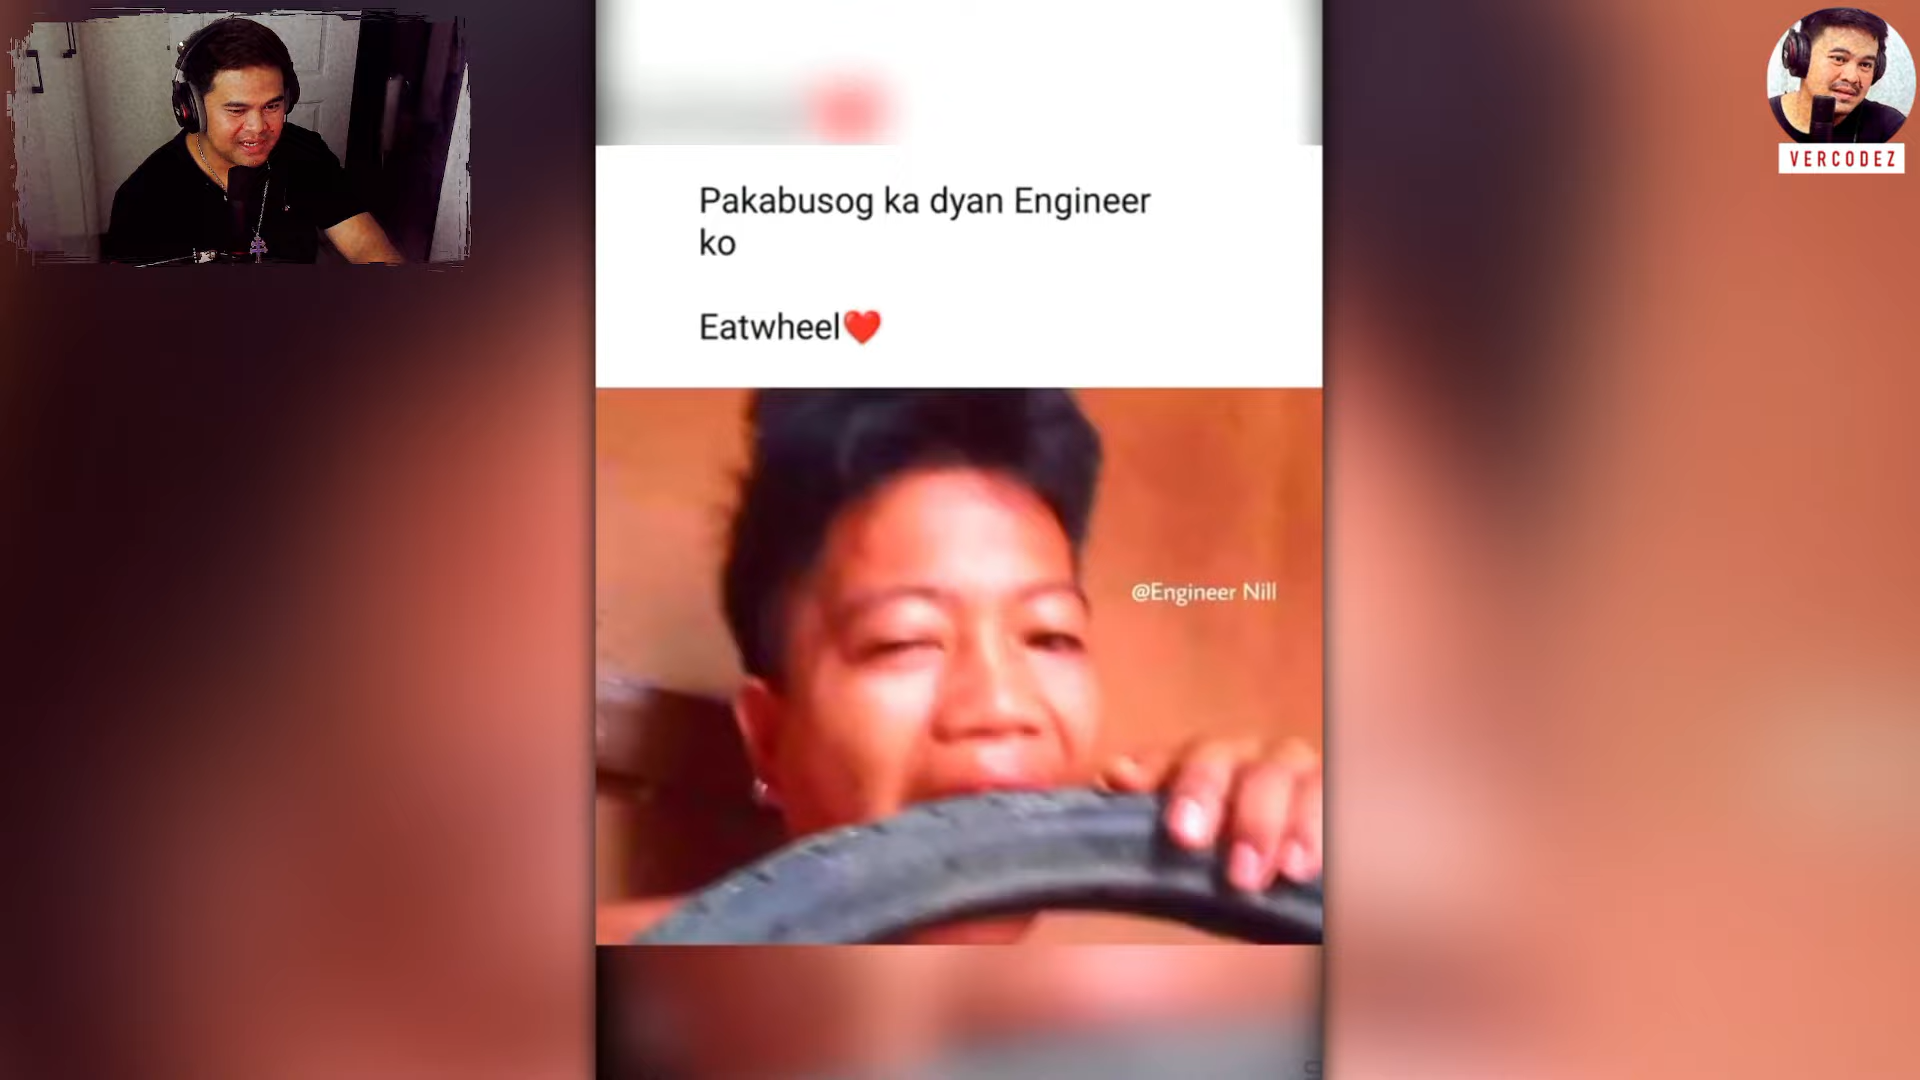 VERCODEZ
Pakabusog ka dyan Engineer
ko
Eatwheel❤️
@Engineer Nill